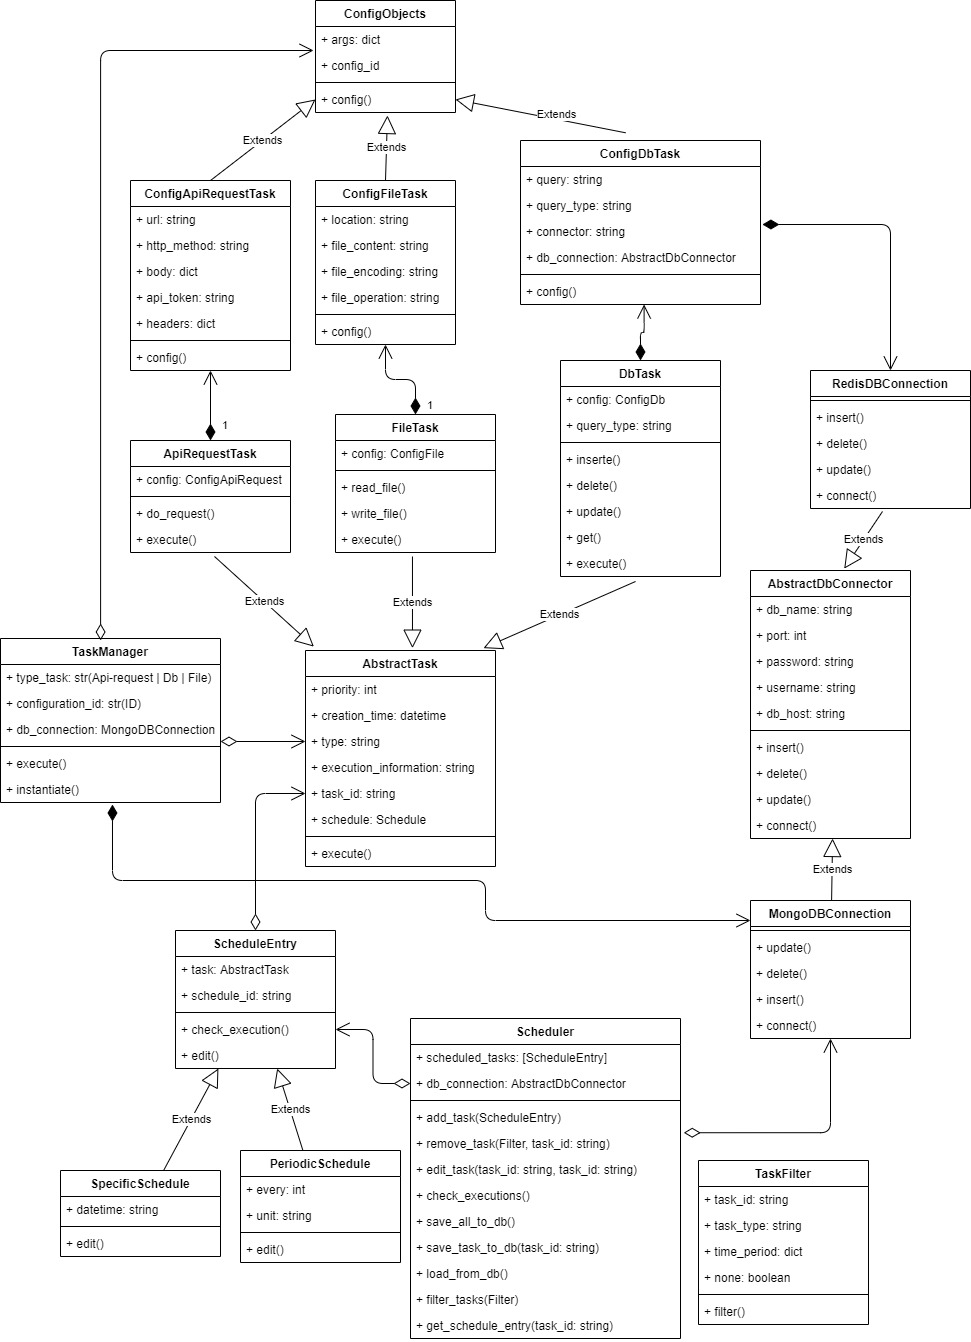 ConfigObjects
+ args: dict
+ config_id
+ config()
Extends
Extends
Extends
ConfigApiRequestTask
+ url: string
+ http_method: string
+ body: dict
+ api_token: string
+ headers: dict
+ config()
ConfigFileTask
+ location: string
+ file_content: string
+ file_encoding: string
+ file_operation: string
+ config()
ConfigDbTask
+ query: string
+ query_type: string
+ connector: string
+ db_connection: AbstractDbConnector
+ config()
1
1
ApiRequestTask
+ config: ConfigApiRequest
+ do_request()
+ execute()
FileTask
+ config: ConfigFile
+ read_file()
+ write_file()
+ execute()
DbTask
+ config: ConfigDb
+ query_type: string
+ inserte()
+ delete()
+ update()
+ get()
+ execute()
RedisDBConnection
+ insert()
+ delete()
+ update()
+ connect()
Extends
Extends
Extends
Extends
TaskManager
+ type_task: str(Api-request | Db | File)
+ configuration_id: str(ID)
+ db_connection: MongoDBConnection
+ execute()
+ instantiate()
AbstractTask
+ priority: int
+ creation_time: datetime
+ type: string
+ execution_information: string
+ task_id: string
+ schedule: Schedule
+ execute()
AbstractDbConnector
+ db_name: string
+ port: int
+ password: string
+ username: string
+ db_host: string
+ insert()
+ delete()
+ update()
+ connect()
Extends
MongoDBConnection
+ update()
+ delete()
+ insert()
+ connect()
ScheduleEntry
+ task: AbstractTask
+ schedule_id: string
+ check_execution()
+ edit()
Extends
Extends
SpecificSchedule
+ datetime: string
+ edit()
PeriodicSchedule
+ every: int
+ unit: string
+ edit()
Scheduler
+ scheduled_tasks: [ScheduleEntry]
+ db_connection: AbstractDbConnector
+ add_task(ScheduleEntry)
+ remove_task(Filter, task_id: string)
+ edit_task(task_id: string, task_id: string)
+ check_executions()
+ save_all_to_db()
+ save_task_to_db(task_id: string)
+ load_from_db()
+ filter_tasks(Filter)
+ get_schedule_entry(task_id: string)
TaskFilter
+ task_id: string
+ task_type: string
+ time_period: dict
+ none: boolean
+ filter()